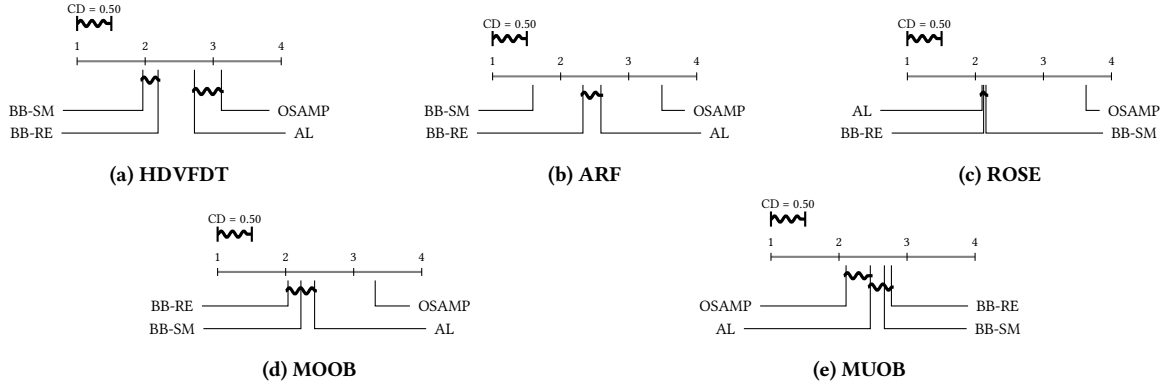 CD = 0.50
1 2 3 4
BB-SM OSAMP
BB-RE AL
(a) HDVFDT
CD = 0.50
1 2 3 4
BB-SM OSAMP
BB-RE AL
(b) ARF
CD = 0.50
1 2 3 4
AL OSAMP
BB-RE BB-SM
(c) ROSE
CD = 0.50
1 2 3 4
BB-RE OSAMP
BB-SM AL
(d) MOOB
CD = 0.50
1 2 3 4
OSAMP BB-RE
AL BB-SM
(e) MUOB